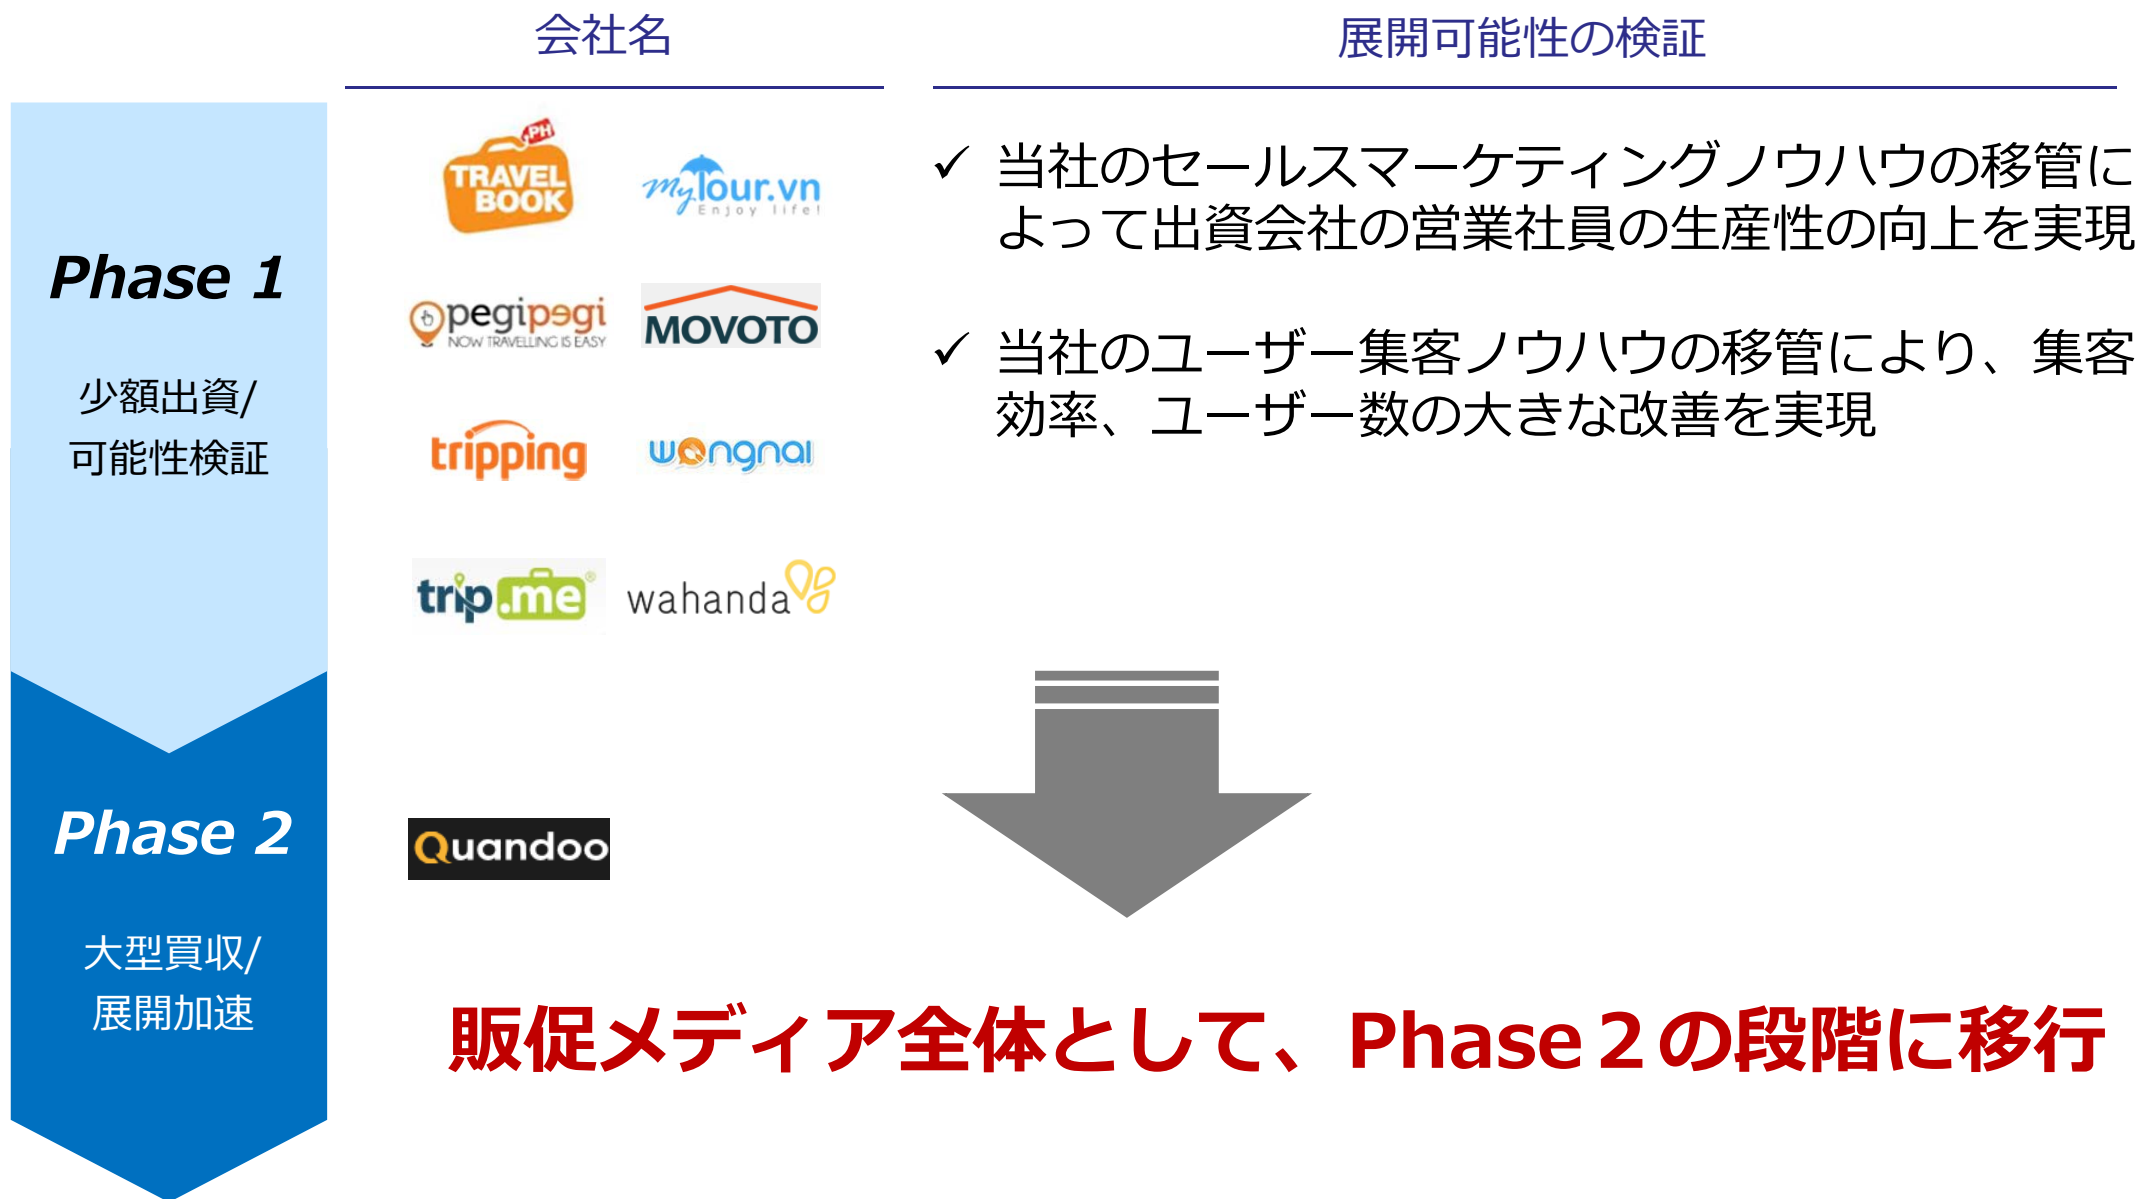 会社名
展開可能性の検証
Phase 1
少額出資/
可能性検証
PH
TRAVEL
BOOK
MyTour.vn
Enjoy life!
pegipegi
NOW TRAVELLING IS EASY
MOVOTO
tripping
wongnai
trip.me®
wahanda
✓ 当社のセールスマーケティングノウハウの移管に
よって出資会社の営業社員の生産性の向上を実現
✓ 当社のユーザー集客ノウハウの移管により、集客
効率、ユーザー数の大きな改善を実現
Phase 2
大型買収/
展開加速
Quandoo
販促メディア全体として、Phase２の段階に移行